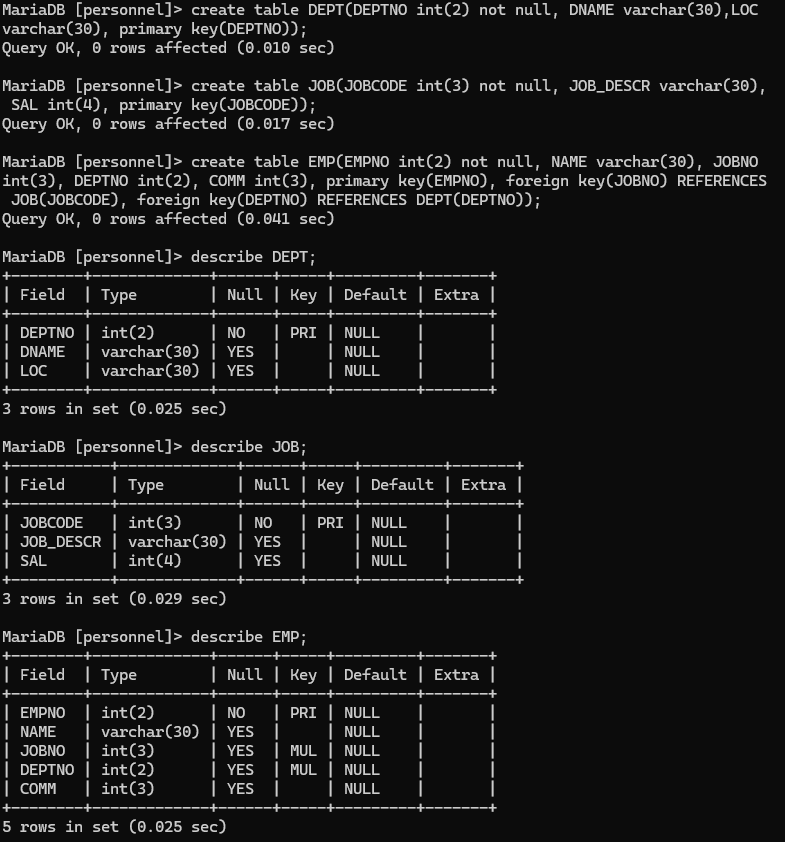 MariaDB [personnel]> create table DEPT(DEPTNO int(2) not null, DNAME varchar(30),LOC
varchar(30), primary key(DEPTNO));
Query OK, 0 rows affected (0.010 sec)

MariaDB [personnel]> create table JOB(JOBCODE int(3) not null, JOB_DESCR varchar(30),
 SAL int(4), primary key(JOBCODE));
Query OK, 0 rows affected (0.017 sec)

MariaDB [personnel]> create table EMP(EMPNO int(2) not null, NAME varchar(30), JOBNO
int(3), DEPTNO int(2), COMM int(3), primary key(EMPNO), foreign key(JOBNO) REFERENCES
 JOB(JOBCODE), foreign key(DEPTNO) REFERENCES DEPT(DEPTNO));
Query OK, 0 rows affected (0.041 sec)

MariaDB [personnel]> describe DEPT;
+--------+-------------+------+-----+---------+-------+
| Field  | Type        | Null | Key | Default | Extra |
+--------+-------------+------+-----+---------+-------+
| DEPTNO | int(2)      | NO   | PRI | NULL    |       |
| DNAME  | varchar(30) | YES  |     | NULL    |       |
| LOC    | varchar(30) | YES  |     | NULL    |       |
+--------+-------------+------+-----+---------+-------+
3 rows in set (0.025 sec)

MariaDB [personnel]> describe JOB;
+-----------+-------------+------+-----+---------+-------+
| Field     | Type        | Null | Key | Default | Extra |
+-----------+-------------+------+-----+---------+-------+
| JOBCODE   | int(3)      | NO   | PRI | NULL    |       |
| JOB_DESCR | varchar(30) | YES  |     | NULL    |       |
| SAL       | int(4)      | YES  |     | NULL    |       |
+-----------+-------------+------+-----+---------+-------+
3 rows in set (0.029 sec)

MariaDB [personnel]> describe EMP;
+--------+-------------+------+-----+---------+-------+
| Field  | Type        | Null | Key | Default | Extra |
+--------+-------------+------+-----+---------+-------+
| EMPNO  | int(2)      | NO   | PRI | NULL    |       |
| NAME   | varchar(30) | YES  |     | NULL    |       |
| JOBNO  | int(3)      | YES  | MUL | NULL    |       |
| DEPTNO | int(2)      | YES  | MUL | NULL    |       |
| COMM   | int(3)      | YES  |     | NULL    |       |
+--------+-------------+------+-----+---------+-------+
5 rows in set (0.025 sec)